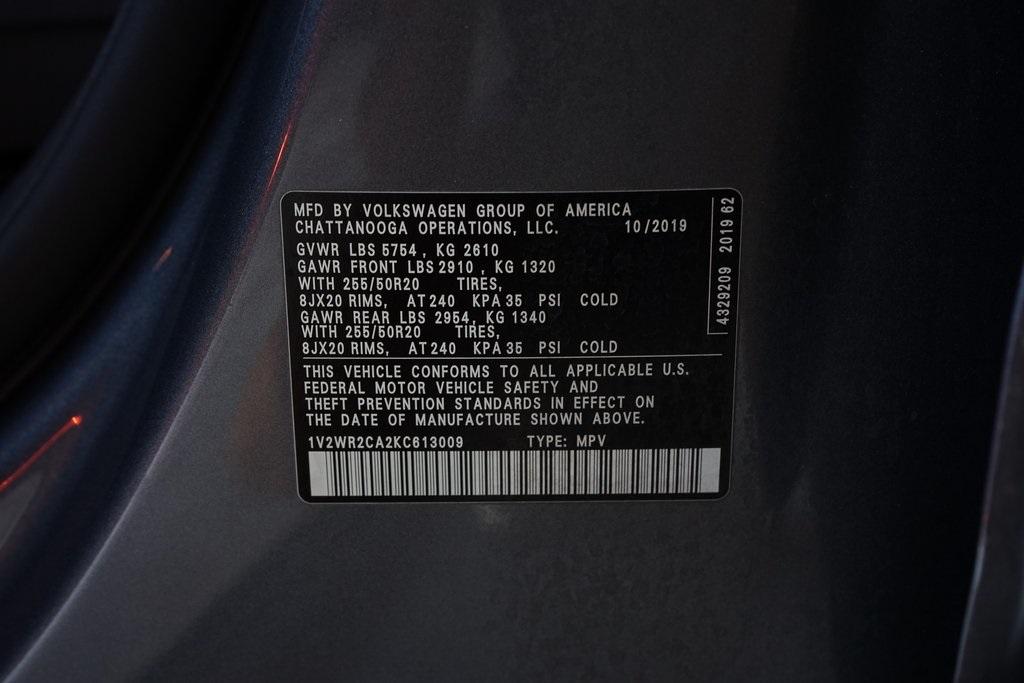 MFD BY VOLKSWAGEN GROUP OF AMERICA
CHATTANOOGA OPERATIONS, LLC. 10/2019
GVWR LBS 5754 , KG 2610
GAWR FRONT LBS 2910 , KG 1320
WITH 255/50R20 TIRES,
8JX20 RIMS, AT 240 KPA 35 PSI COLD
GAWR REAR LBS 2954, KG 1340
WITH 255/50R20 TIRES,
8JX20 RIMS, AT 240 KPA 35 PSI COLD
THIS VEHICLE CONFORMS TO ALL APPLICABLE U.S.
FEDERAL MOTOR VEHICLE SAFETY AND
THEFT PREVENTION STANDARDS IN EFFECT ON
THE DATE OF MANUFACTURE SHOWN ABOVE.
1V2WR2CA2KC613009 TYPE: MPV
4329209 2019 62